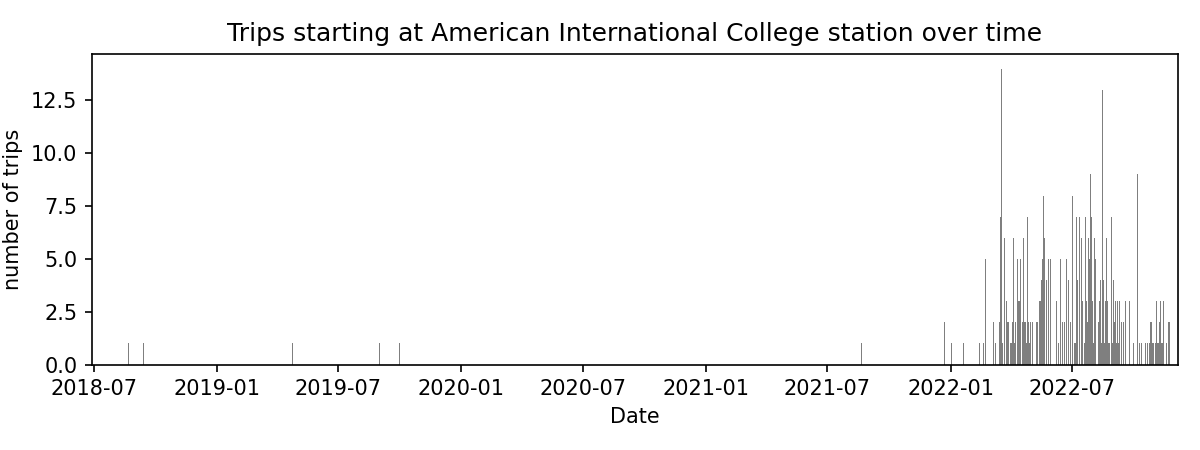 Trips starting at American International College station over time
number of trips
12.5
10.0
7.5
5.0
2.5
0.0
2018-07 2019-01 2019-07 2020-01 2020-07 2021-01 2021-07 2022-01 2022-07
Date